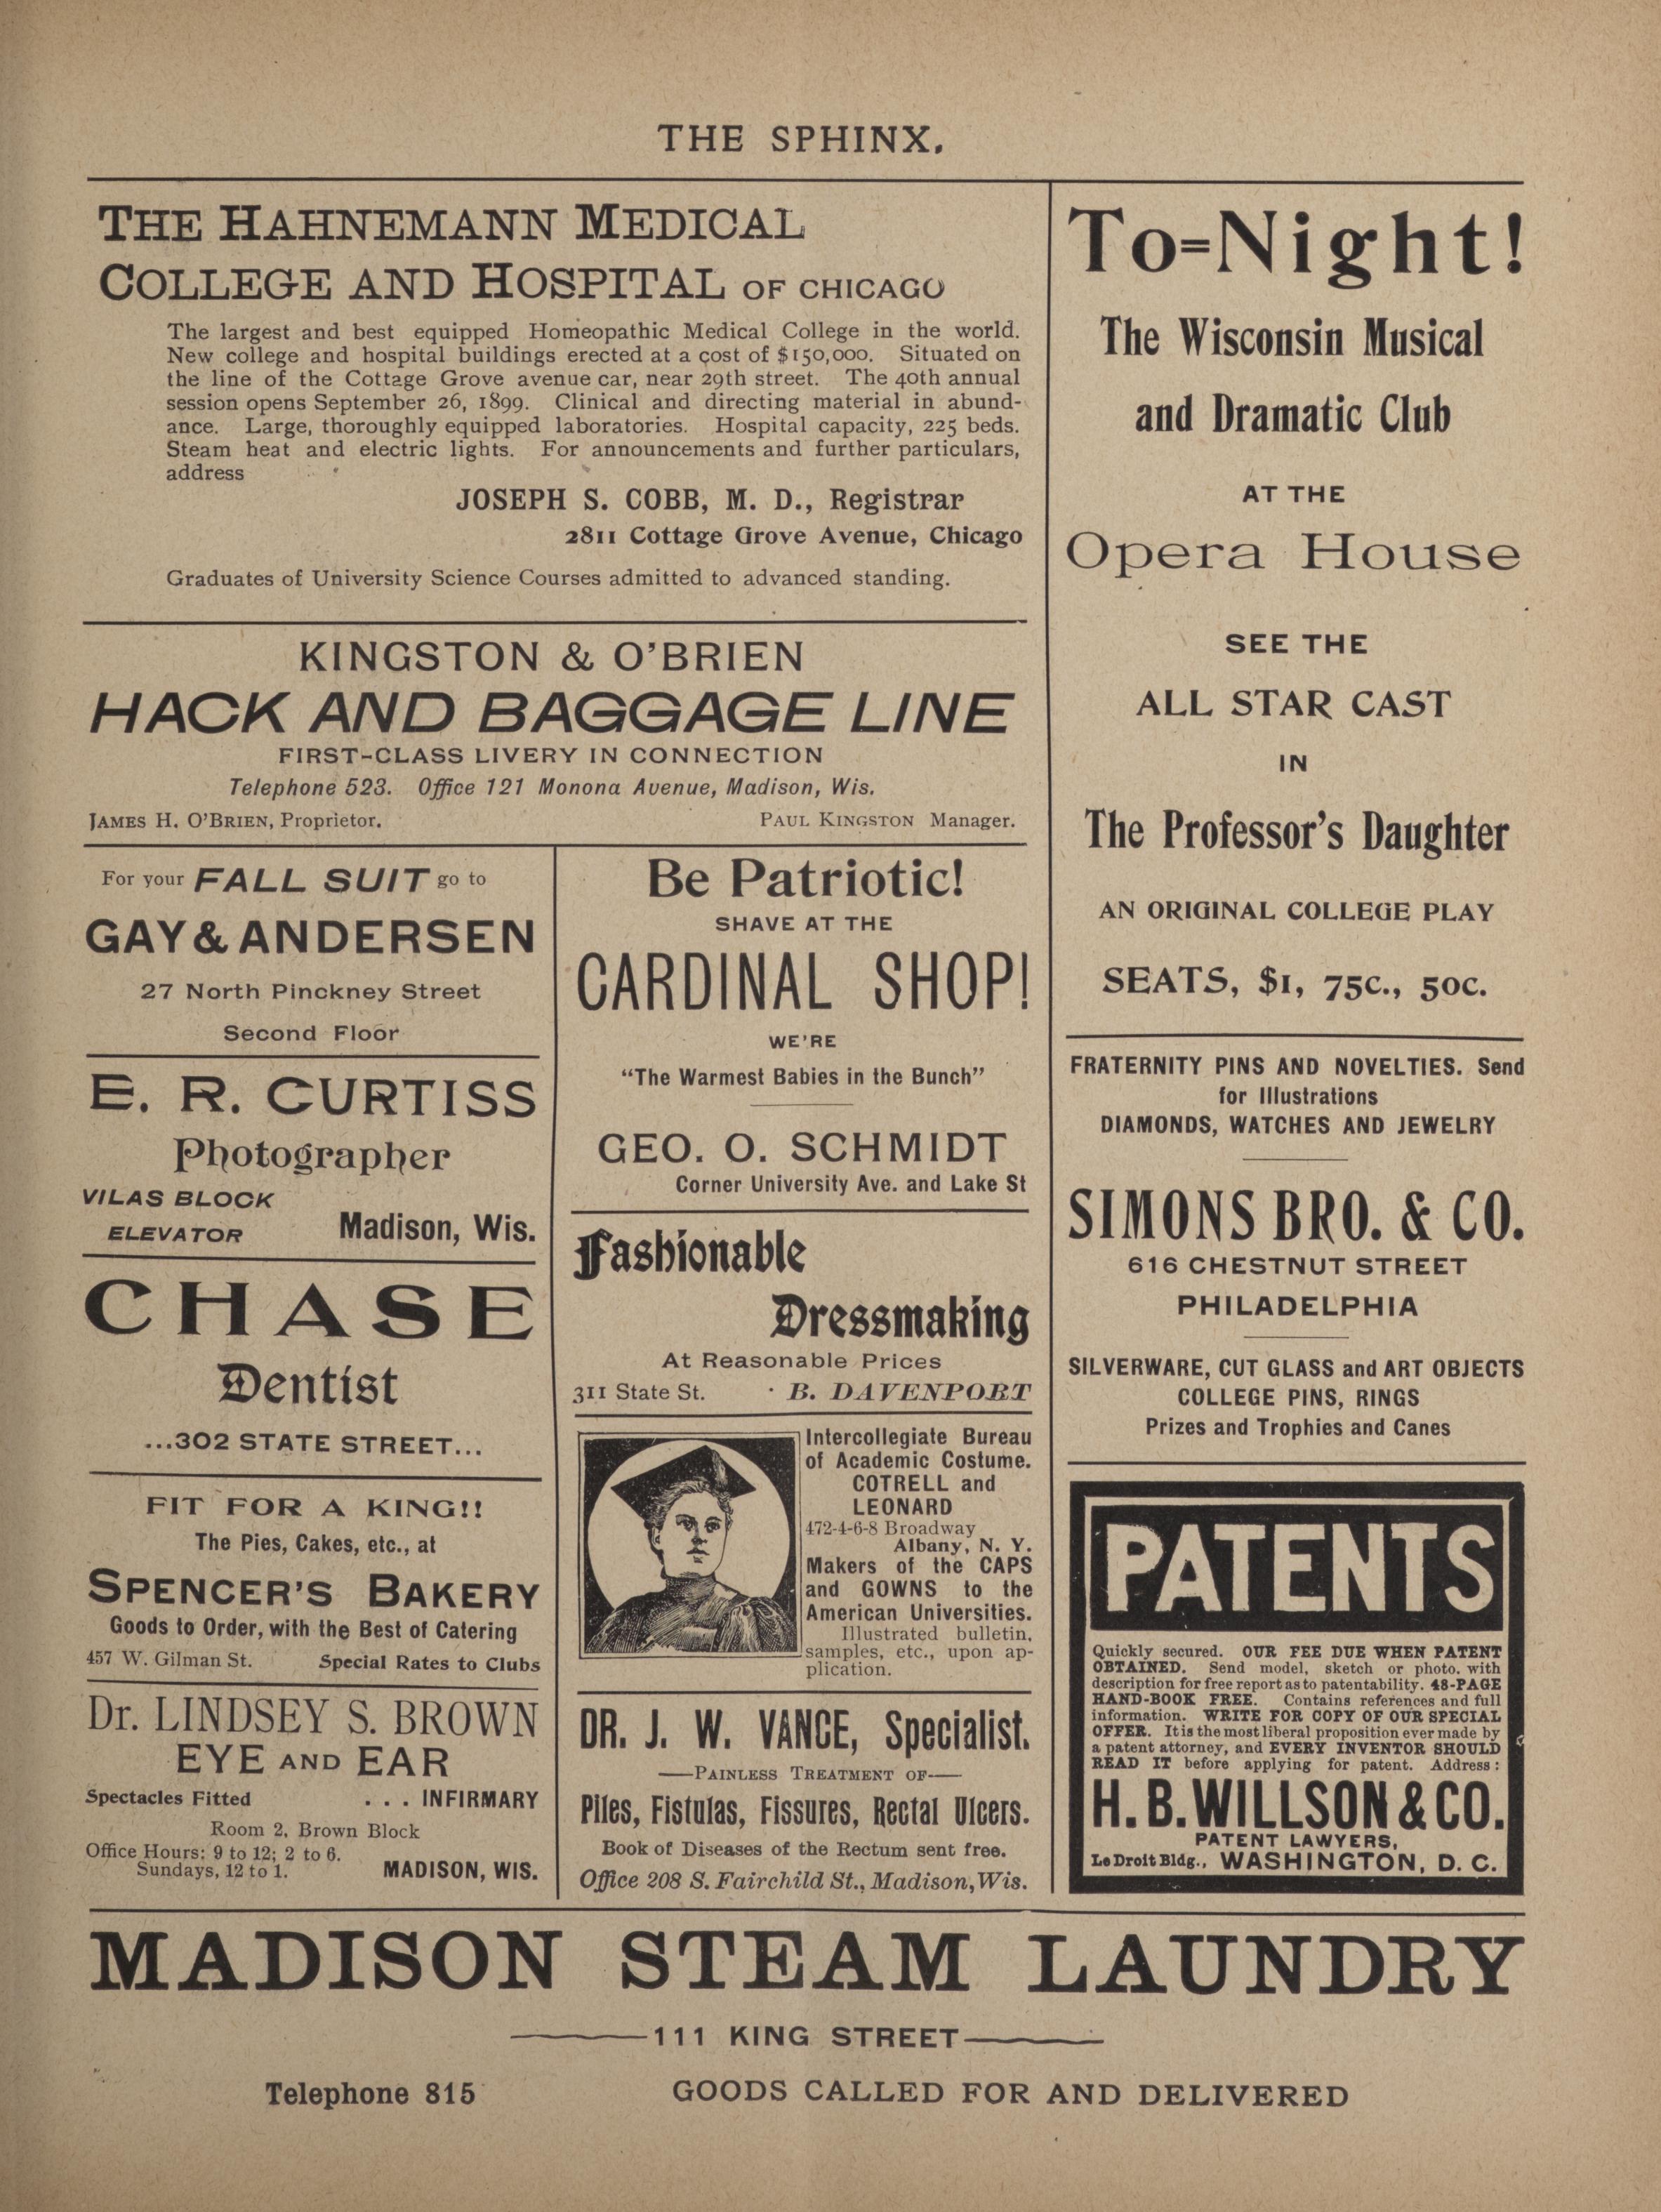 THE SPHINX.
THE HAHNEMANN MEDICAL
COLLEGE AND HOSPITAL OF CHICAGO
The largest and best equipped Homeopathic Medical College in the world.
New college and hospital buildings erected at a cost of $150,000. Situated on
the line of the Cottage Grove avenue car, near 29th street. The 40th annual
session opens September 26, 1899. Clinical and directing material in abund-
ance. Large, thoroughly equipped laboratories. Hospital capacity, 225 beds.
Steam heat and electric lights. For announcements and further particulars,
address
JOSEPH S. COBB, M. D., Registrar
2811 Cottage Grove Avenue, Chicago
Graduates of University Science Courses admitted to advanced standing.
KINGSTON & O'BRIEN
HACK AND BAGGAGE LINE
FIRST-CLASS LIVERY IN CONNECTION
Telephone 523. Office 121 Monona Avenue, Madison, Wis.
JAMES H. O'BRIEN, Proprietor. PAUL KINGSTON Manager.
For your FALL SUIT go to
GAY & ANDERSEN
27 North Pinckney Street
Second Floor
E. R. CURTISS
Photographer
VILAS BLOCK
ELEVATOR Madison, Wis.
CHASE
Dentist
...302 STATE STREET...
FIT FOR A KING!!
The Pies, Cakes, etc., at
SPENCER'S BAKERY
Goods to Order, with the Best of Catering
457 W. Gilman St. Special Rates to Clubs
Dr. LINDSEY S. BROWN
EYE AND EAR
Spectacles Fitted . . . INFIRMARY
Room 2, Brown Block
Office Hours: 9 to 12; 2 to 6.
Sundays, 12 to 1. MADISON, WIS.
Be Patriotic!
SHAVE AT THE
CARDINAL SHOP!
WE'RE
"The Warmest Babies in the Bunch"
GEO. O. SCHMIDT
Corner University Ave. and Lake St
Fashionable
Dressmaking
At Reasonable Prices
311 State St. B. DAVENPORT
Intercollegiate Bureau
of Academic Costume.
COTRELL and
LEONARD
472-4-6-8 Broadway
Albany, N. Y.
Makers of the CAPS
and GOWNS to the
American Universities.
Illustrated bulletin,
samples, etc., upon ap-
plication.
DR. J. W. VANCE, Specialist.
—PAINLESS TREATMENT OF—
Piles, Fistulas, Fissures, Rectal Ulcers.
Book of Diseases of the Rectum sent free.
Office 208 S. Fairchild St., Madison, Wis.
To=Night!
The Wisconsin Musical
and Dramatic Club
AT THE
Opera House
SEE THE
ALL STAR CAST
IN
The Professor's Daughter
AN ORIGINAL COLLEGE PLAY
SEATS, $1, 75C., 50C.
FRATERNITY PINS AND NOVELTIES. Send
for Illustrations
DIAMONDS, WATCHES AND JEWELRY
SIMONS BRO. & CO.
616 CHESTNUT STREET
PHILADELPHIA
SILVERWARE, CUT GLASS and ART OBJECTS
COLLEGE PINS, RINGS
Prizes and Trophies and Canes
PATENTS
Quickly secured. OUR FEE DUE WHEN PATENT
OBTAINED. Send model, sketch or photo. with
description for free report as to patentability. 48-PAGE
HAND-BOOK FREE. Contains references and full
information. WRITE FOR COPY OF OUR SPECIAL
OFFER. It is the most liberal proposition ever made by
a patent attorney, and EVERY INVENTOR SHOULD
READ IT before applying for patent. Address:
H. B. WILLSON & CO.
PATENT LAWYERS,
Le Droit Bldg., WASHINGTON, D. C.
MADISON STEAM LAUNDRY
111 KING STREET
Telephone 815 GOODS CALLED FOR AND DELIVERED